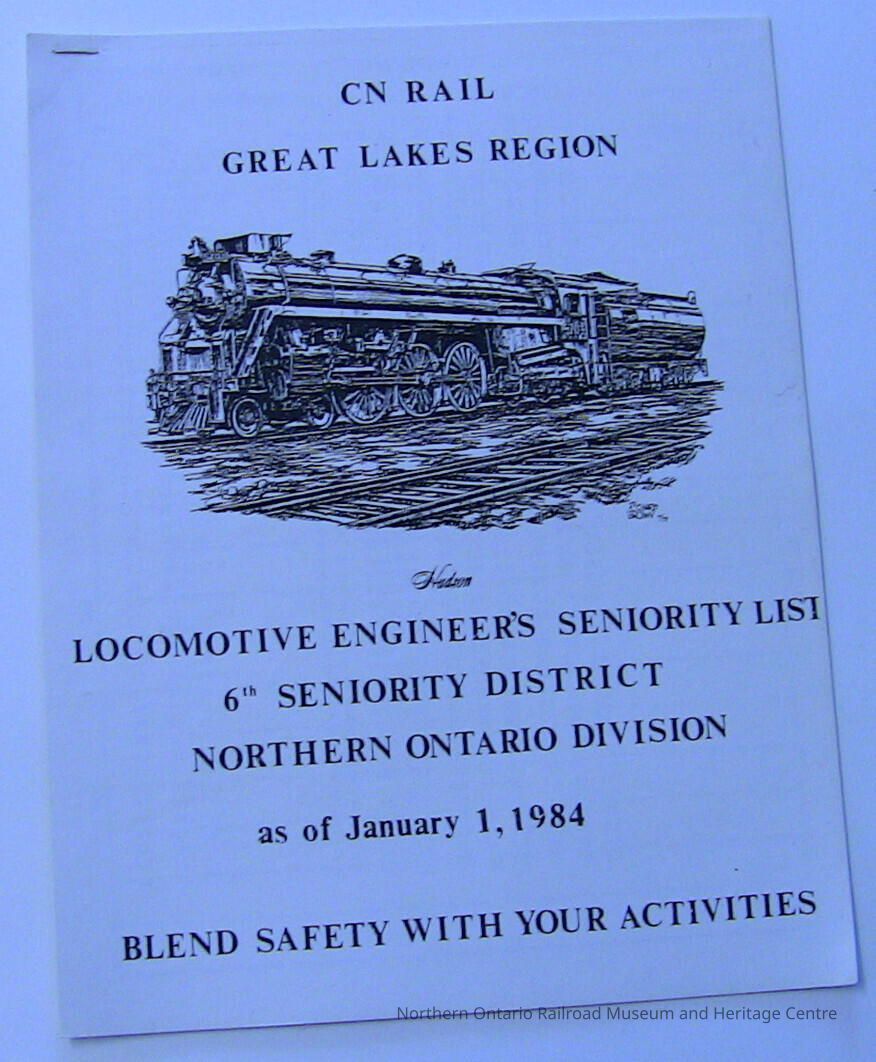 CN RAIL
GREAT LAKES REGION
Hudson
LOCOMOTIVE ENGINEER'S SENIORITY LIST
6th SENIORITY DISTRICT
NORTHERN ONTARIO DIVISION
as of January 1, 1984
BLEND SAFETY WITH YOUR ACTIVITIES
Northern Ontario Railroad Museum and Heritage Centre